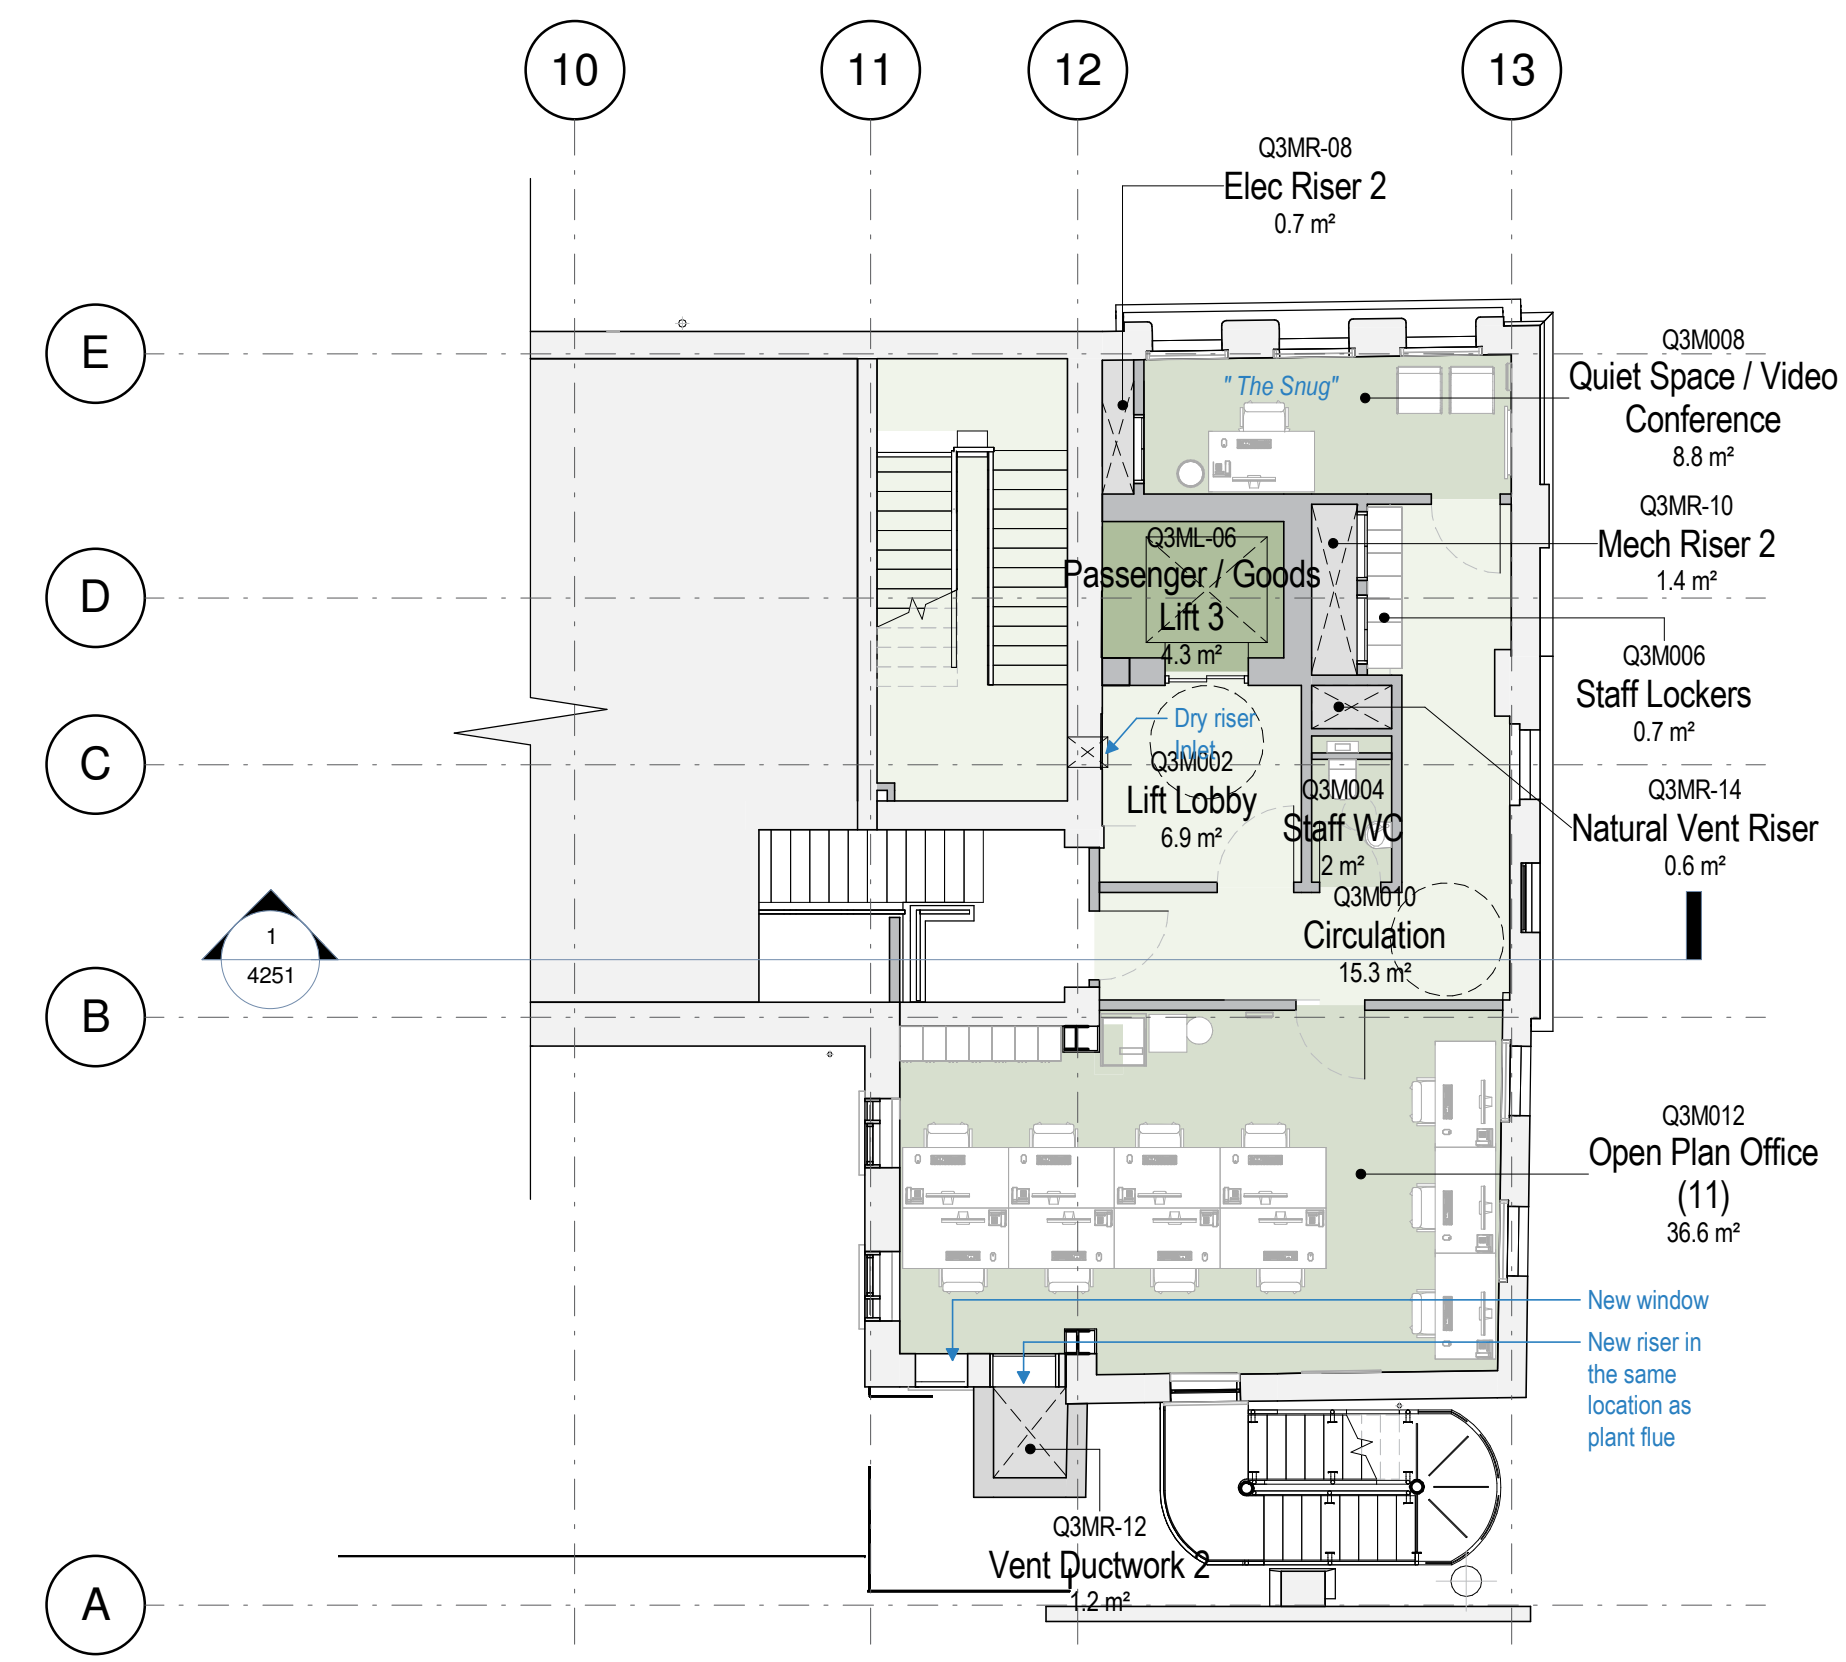 10
11
12
13
Q3MR-08
Elec Riser 2
0.7 m²
E
Q3M008
Quiet Space / Video
Conference
8.8 m²
" The Snug"
Q3MR-10
Mech Riser 2
1.4 m²
Q3ML-06
Passenger / Goods
Lift 3
4.3 m²
D
Q3M006
Staff Lockers
0.7 m²
Dry riser
Inlet
C
Q3M002
Lift Lobby
6.9 m²
Q3M004
Staff WC
2 m²
Q3MR-14
Natural Vent Riser
0.6 m²
Q3M010
Circulation
15.3 m²
1
4251
B
Q3M012
Open Plan Office
(11)
36.6 m²
New window
New riser in
the same
location as
plant flue
Q3MR-12
Vent Ductwork 2
1.2 m²
A